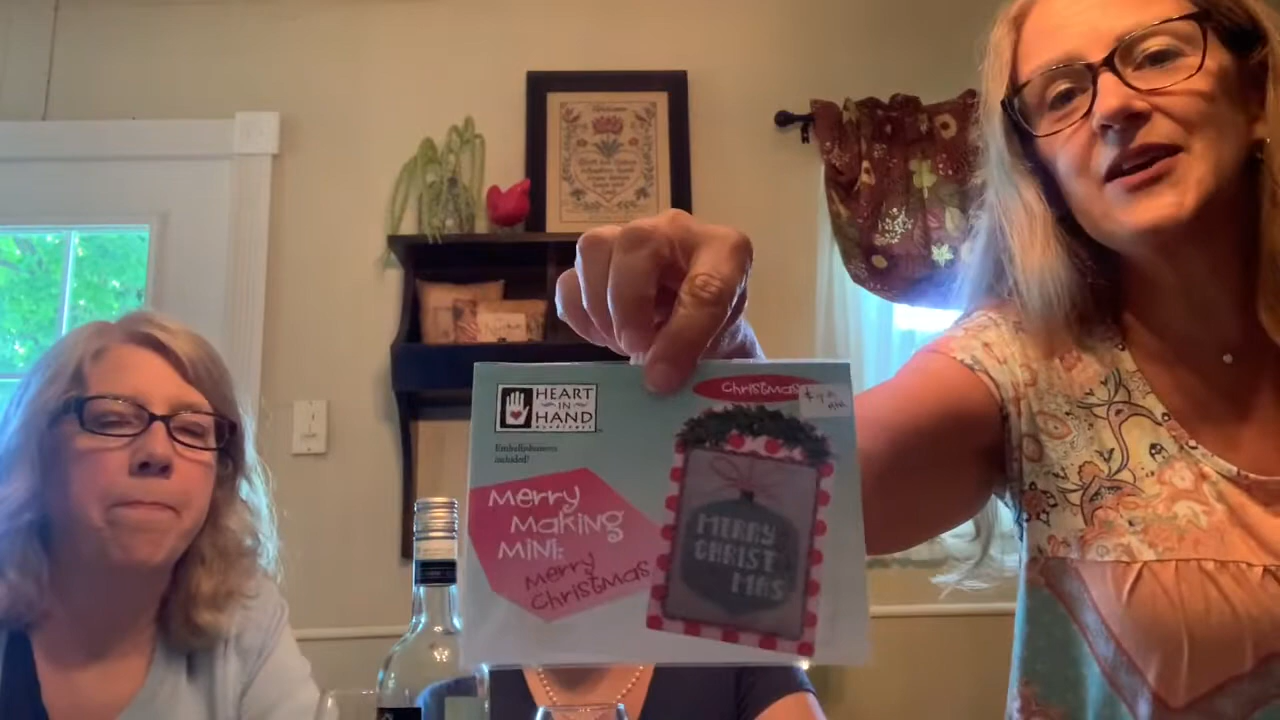 HEART
IN
HAND
Christmas
Embellishments
included!
Merry
Making
Mini:
Merry
Christmas
MERRY
CHRIST
MAS